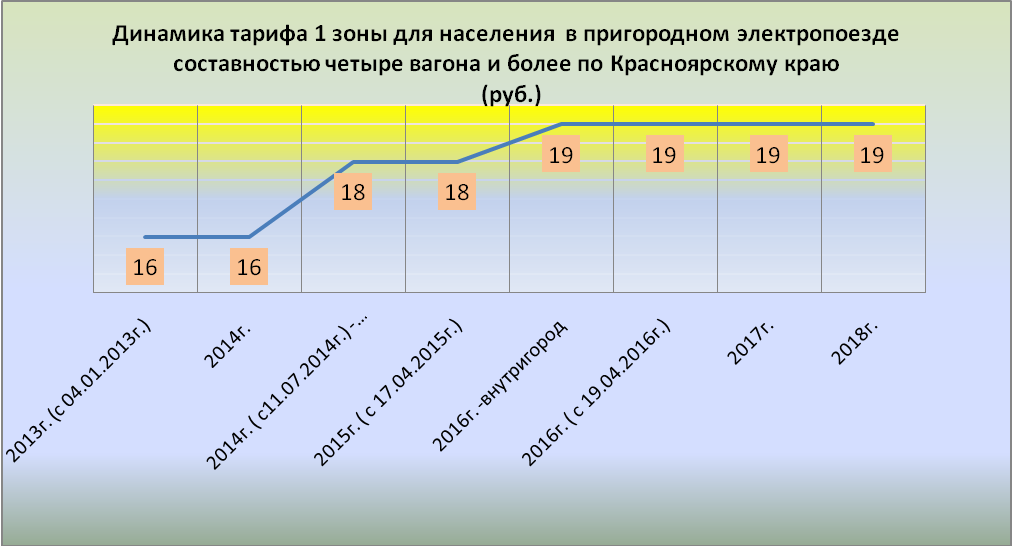 Динамика тарифа 1 зоны для населения в пригородном электропоезде
составностью четыре вагона и более по Красноярскому краю
(руб.)
16
16
18
18
19
19
19
19
2013г. (с 04.01.2013г.)
2014г.
2014г. ( с11.07.2014г.) -...
2015г. ( с 17.04.2015г.)
2016г. -внутригород
2016г. ( с 19.04.2016г.)
2017г.
2018г.